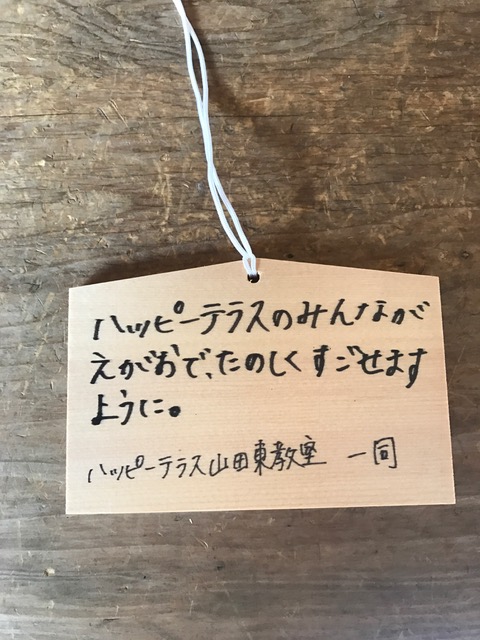 ハッピーテラスのみんなが
えがおで、たのしくすごせます
ように。
ハッピーテラス山田東教室 一同